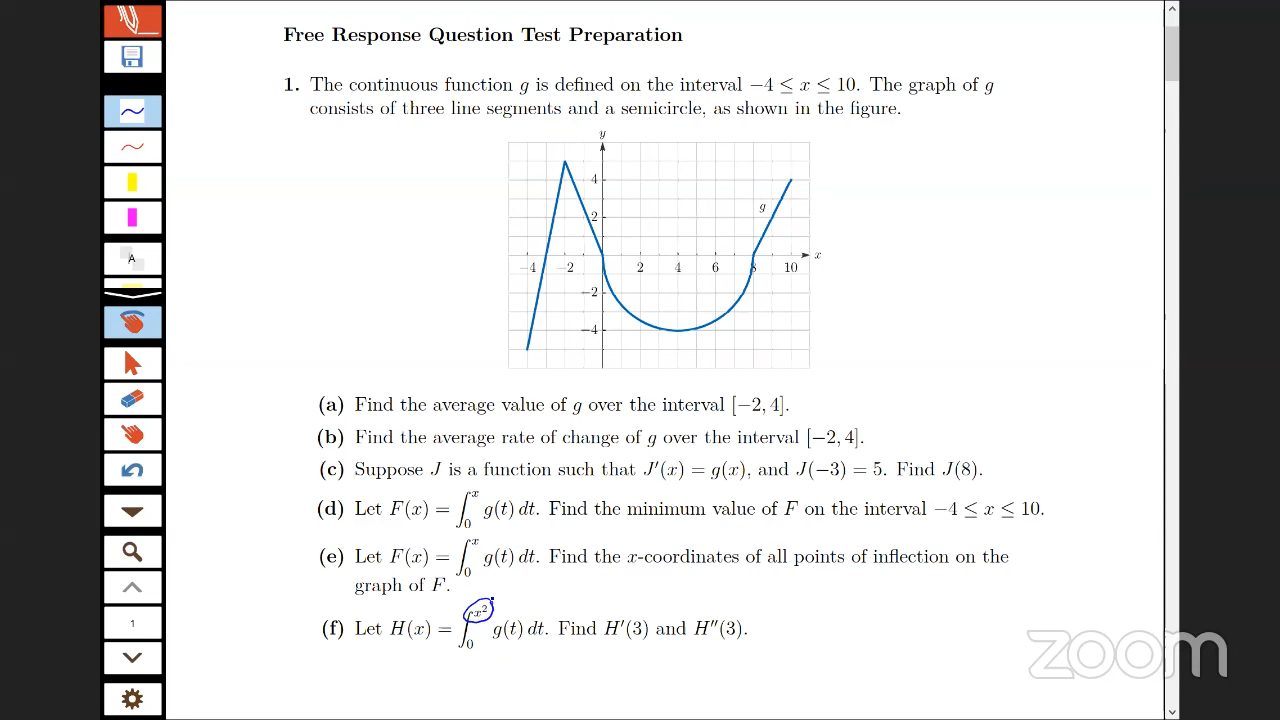 Free Response Question Test Preparation
1. The continuous function g is defined on the interval −4 ≤ x ≤ 10. The graph of g
consists of three line segments and a semicircle, as shown in the figure.
y
4
g
2
x
−4 −2 2 4 6 8 10
−2
−4
(a) Find the average value of g over the interval [−2, 4].
(b) Find the average rate of change of g over the interval [−2, 4].
(c) Suppose J is a function such that J′(x) = g(x), and J(−3) = 5. Find J(8).
(d) Let F(x) = ∫₀ˣ g(t) dt. Find the minimum value of F on the interval −4 ≤ x ≤ 10.
(e) Let F(x) = ∫₀ˣ g(t) dt. Find the x-coordinates of all points of inflection on the
graph of F.
(f) Let H(x) = ∫₀^(x²) g(t) dt. Find H′(3) and H″(3).
A
1
zoom